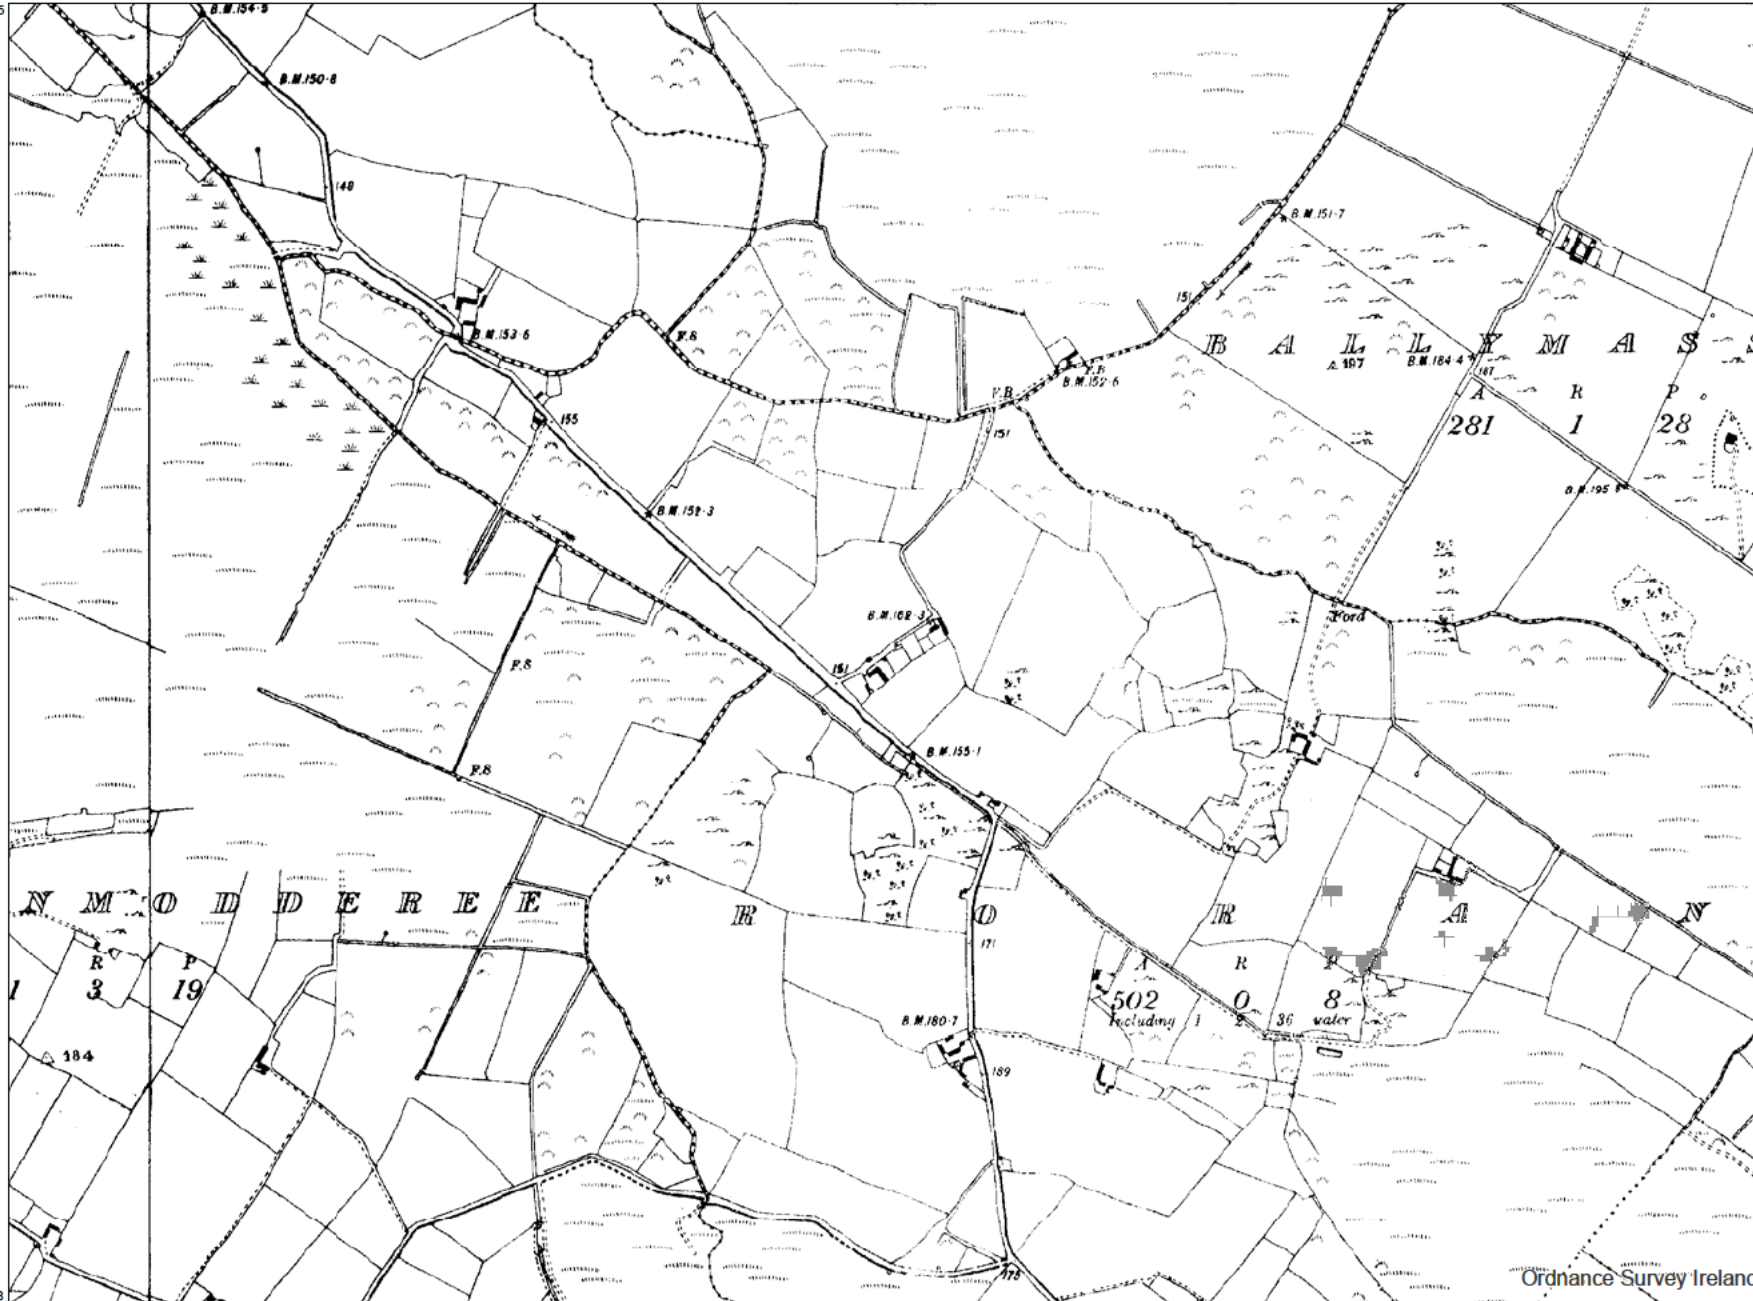 B.M.154·5
B.M.150·8
149
B.M.151·7
151
B.M.153·6
F.S
B A L L Y M A S S
197
B.M.184·4
187
F.B
B.M.152·6
F.B
A R P
281 1 28
155
151
B.M.195
B.M.152·3
B.M.162·3
Ford
F.S
161
B.M.155·1
F.S
N M O D D E R E E
R O R A N
171
R P
1 3 19
A R P
502 0 8
Including 1 2 36 water
B.M.180·7
184
189
175
Ordnance Survey Ireland